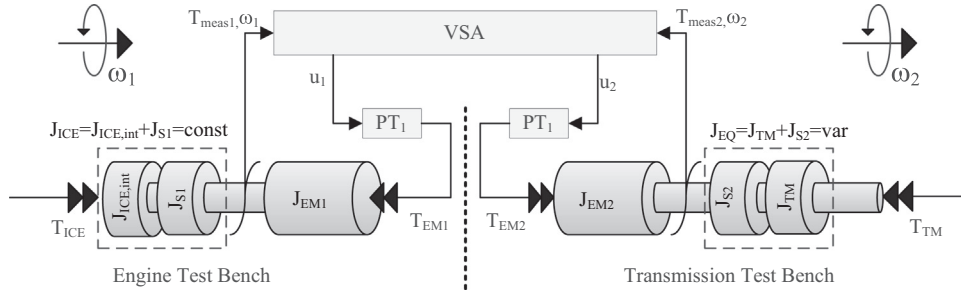 T_meas1,ω_1
VSA
T_meas2,ω_2
ω_1
u_1
u_2
ω_2
PT_1
PT_1
J_ICE=J_ICE,int+J_S1=const
J_EQ=J_TM+J_S2=var
J_ICE,int
J_S1
J_EM1
J_EM2
J_S2
J_TM
T_ICE
T_EM1
T_EM2
T_TM
Engine Test Bench
Transmission Test Bench